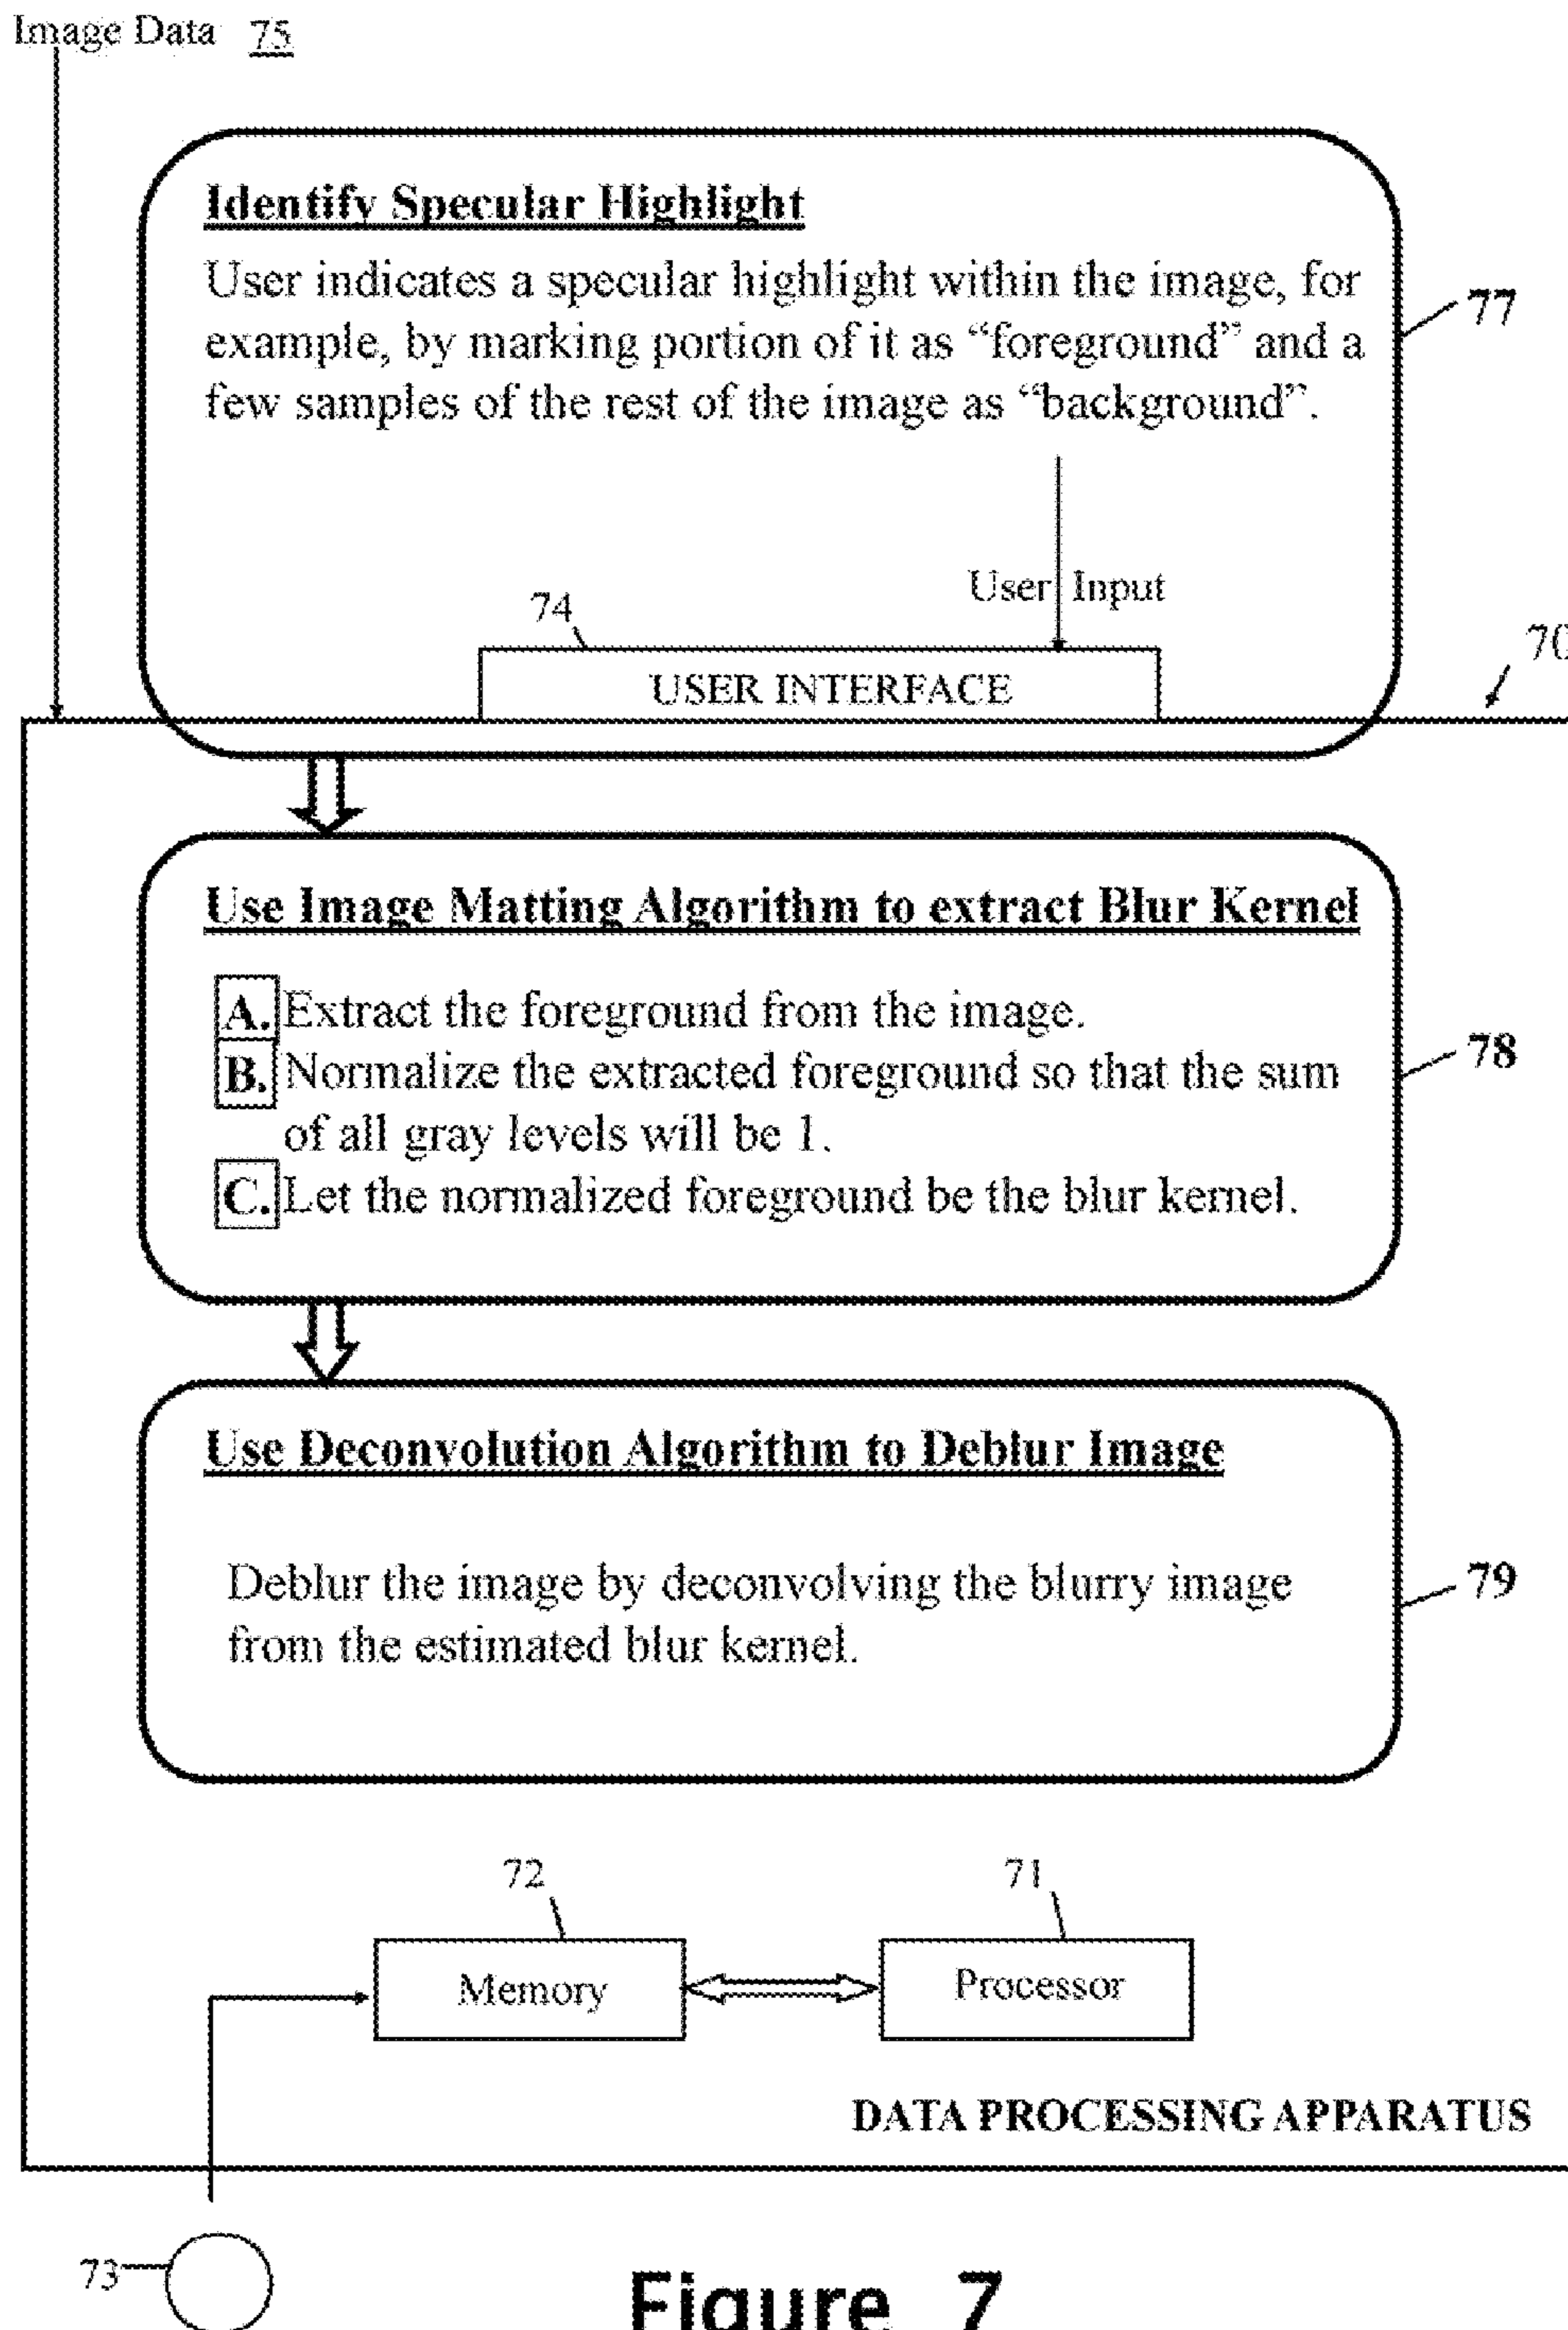 Image Data 75
Identify Specular Highlight
User indicates a specular highlight within the image, for
example, by marking portion of it as “foreground” and a
few samples of the rest of the image as “background”.
77
User Input
74
USER INTERFACE
70
Use Image Matting Algorithm to extract Blur Kernel
A. Extract the foreground from the image.
B. Normalize the extracted foreground so that the sum
of all gray levels will be 1.
C. Let the normalized foreground be the blur kernel.
78
Use Deconvolution Algorithm to Deblur Image
Deblur the image by deconvolving the blurry image
from the estimated blur kernel.
79
72
71
Memory
Processor
DATA PROCESSING APPARATUS
73
Figure 7